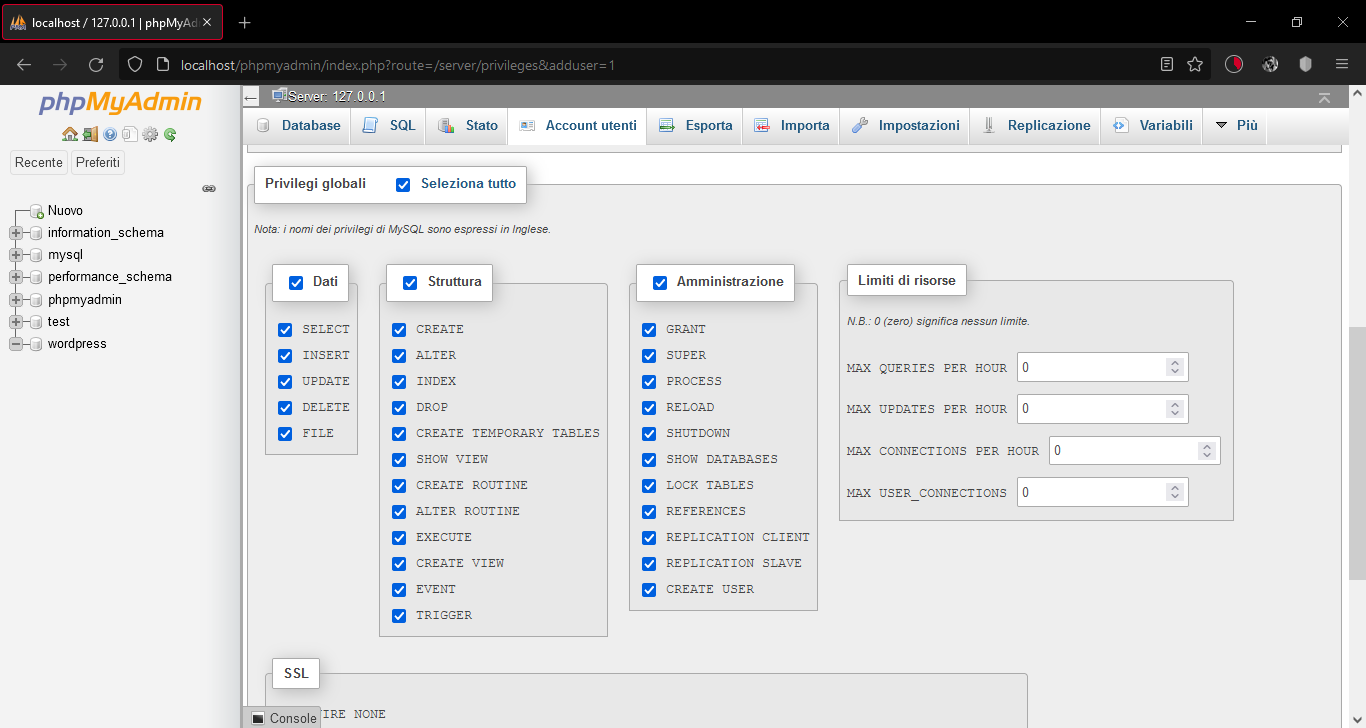 localhost / 127.0.0.1 | phpMyAd
localhost/phpmyadmin/index.php?route=/server/privileges&adduser=1
phpMyAdmin
Recente Preferiti
Nuovo
information_schema
mysql
performance_schema
phpmyadmin
test
wordpress
Server: 127.0.0.1
Database SQL Stato Account utenti Esporta Importa Impostazioni Replicazione Variabili Più
Privilegi globali Seleziona tutto
Nota: i nomi dei privilegi di MySQL sono espressi in Inglese.
Dati
SELECT
INSERT
UPDATE
DELETE
FILE
Struttura
CREATE
ALTER
INDEX
DROP
CREATE TEMPORARY TABLES
SHOW VIEW
CREATE ROUTINE
ALTER ROUTINE
EXECUTE
CREATE VIEW
EVENT
TRIGGER
Amministrazione
GRANT
SUPER
PROCESS
RELOAD
SHUTDOWN
SHOW DATABASES
LOCK TABLES
REFERENCES
REPLICATION CLIENT
REPLICATION SLAVE
CREATE USER
Limiti di risorse
N.B.: 0 (zero) significa nessun limite.
MAX QUERIES PER HOUR 0
MAX UPDATES PER HOUR 0
MAX CONNECTIONS PER HOUR 0
MAX USER_CONNECTIONS 0
SSL
IRE NONE
Console